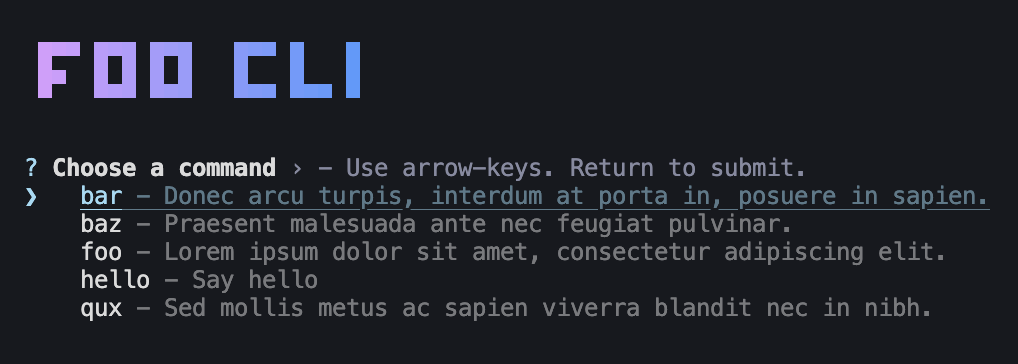 FOO CLI
? Choose a command › - Use arrow-keys. Return to submit.
❯ bar - Donec arcu turpis, interdum at porta in, posuere in sapien.
baz - Praesent malesuada ante nec feugiat pulvinar.
foo - Lorem ipsum dolor sit amet, consectetur adipiscing elit.
hello - Say hello
qux - Sed mollis metus ac sapien viverra blandit nec in nibh.